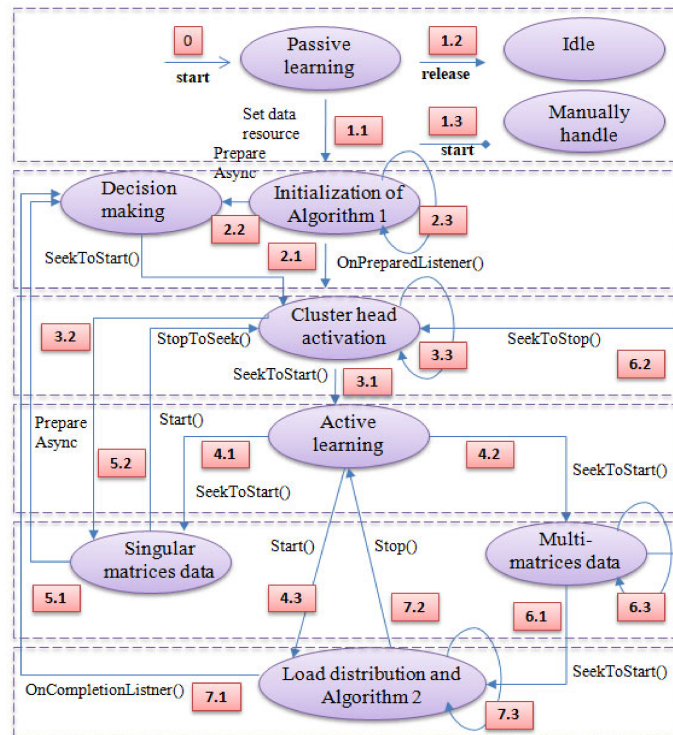 0
start
Passive
learning
1.2
release
Idle
Set data
resource
1.1
1.3
start
Manually
handle
Prepare
Async
Decision
making
Initialization of
Algorithm 1
2.3
2.2
2.1
SeekToStart()
OnPreparedListener()
Cluster head
activation
3.2
StopToSeek()
3.3
SeekToStop()
6.2
SeekToStart()
3.1
Prepare
Async
Start()
Active
learning
4.1
4.2
5.2
SeekToStart()
SeekToStart()
Singular
matrices data
Start()
Stop()
Multi-
matrices data
5.1
4.3
7.2
6.1
6.3
Load distribution and
Algorithm 2
SeekToStart()
OnCompletionListner()
7.1
7.3